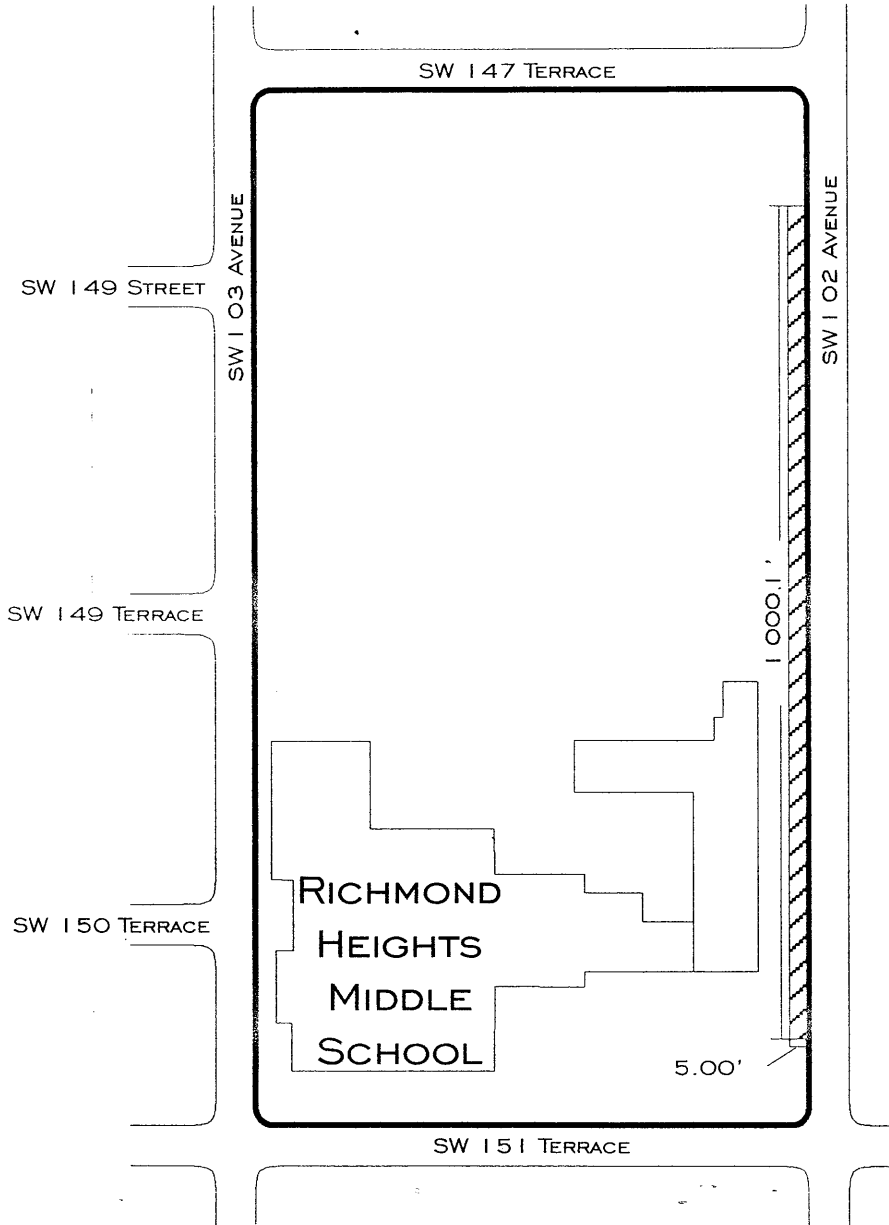 SW 147 TERRACE
SW 103 AVENUE
SW 102 AVENUE
SW 149 STREET
SW 149 TERRACE
1000.1'
RICHMOND
HEIGHTS
MIDDLE
SCHOOL
SW 150 TERRACE
5.00'
SW 151 TERRACE